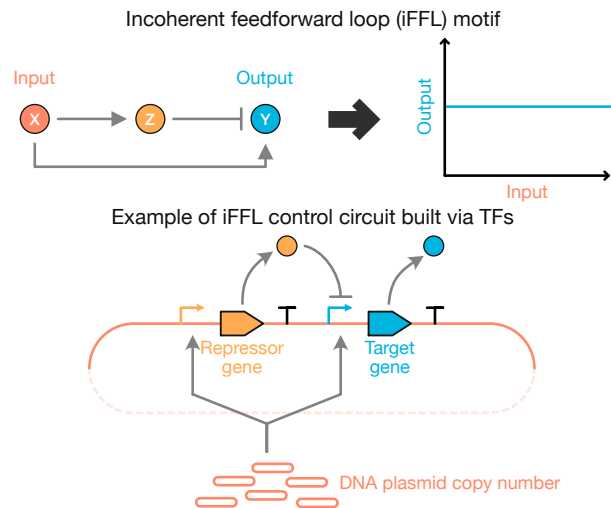 Incoherent feedforward loop (iFFL) motif
Input
Output
X
Z
Y
Output
Input
Example of iFFL control circuit built via TFs
Repressor
gene
Target
gene
DNA plasmid copy number